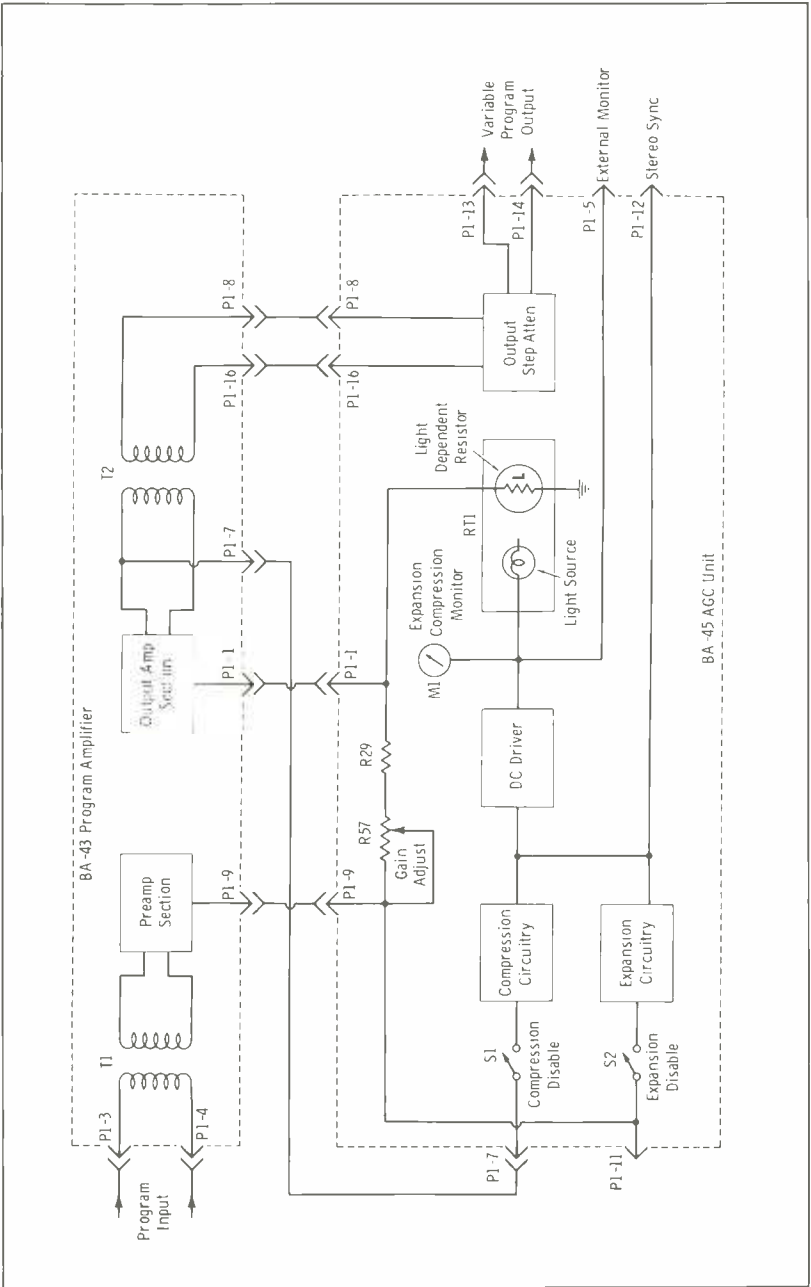 BA-43 Program Amplifier
P1-3
P1-4
Program
Input
T1
Preamp
Section
P1-9
Output Amp
P1-1
P1-7
T2
P1-16
P1-8
P1-9
P1-1
P1-16
P1-8
R57
Gain
Adjust
R29
Expansion
Compression
Monitor
M1
Light
Dependent
Resistor
RT1
L
Light Source
Output
Step Atten
P1-13
P1-14
Variable
Program
Output
P1-5
External Monitor
P1-12
Stereo Sync
DC Driver
Compression
Circuitry
Expansion
Circuitry
S1
Compression
Disable
S2
Expansion
Disable
P1-7
P1-11
BA-45 AGC Unit